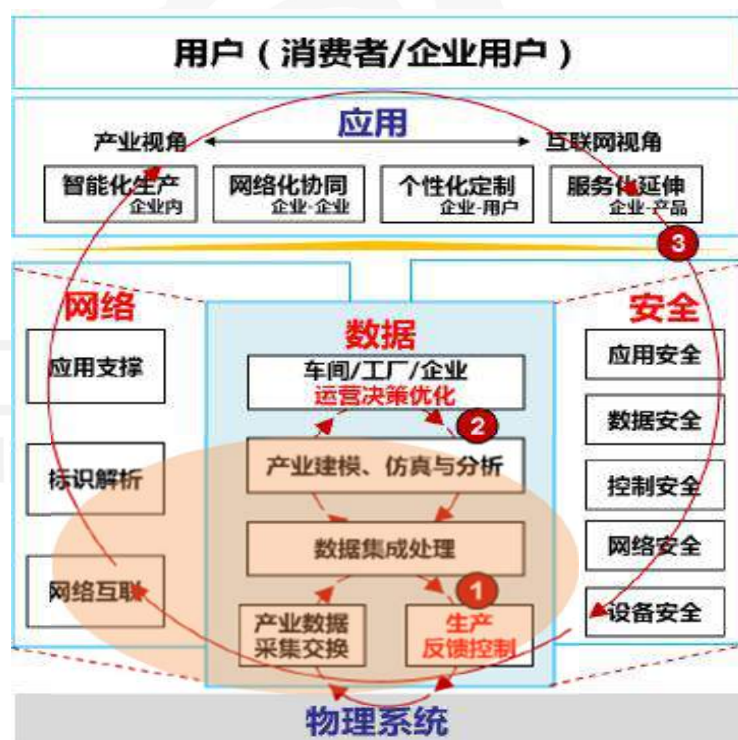 用户（消费者/企业用户）
应用
产业视角
互联网视角
智能化生产
企业内
网络化协同
企业-企业
个性化定制
企业-用户
服务化延伸
企业-产品
3
网络
应用支撑
标识解析
网络互联
数据
车间/工厂/企业
运营决策优化
2
产业建模、仿真与分析
数据集成处理
1
产业数据
采集交换
生产
反馈控制
安全
应用安全
数据安全
控制安全
网络安全
设备安全
物理系统